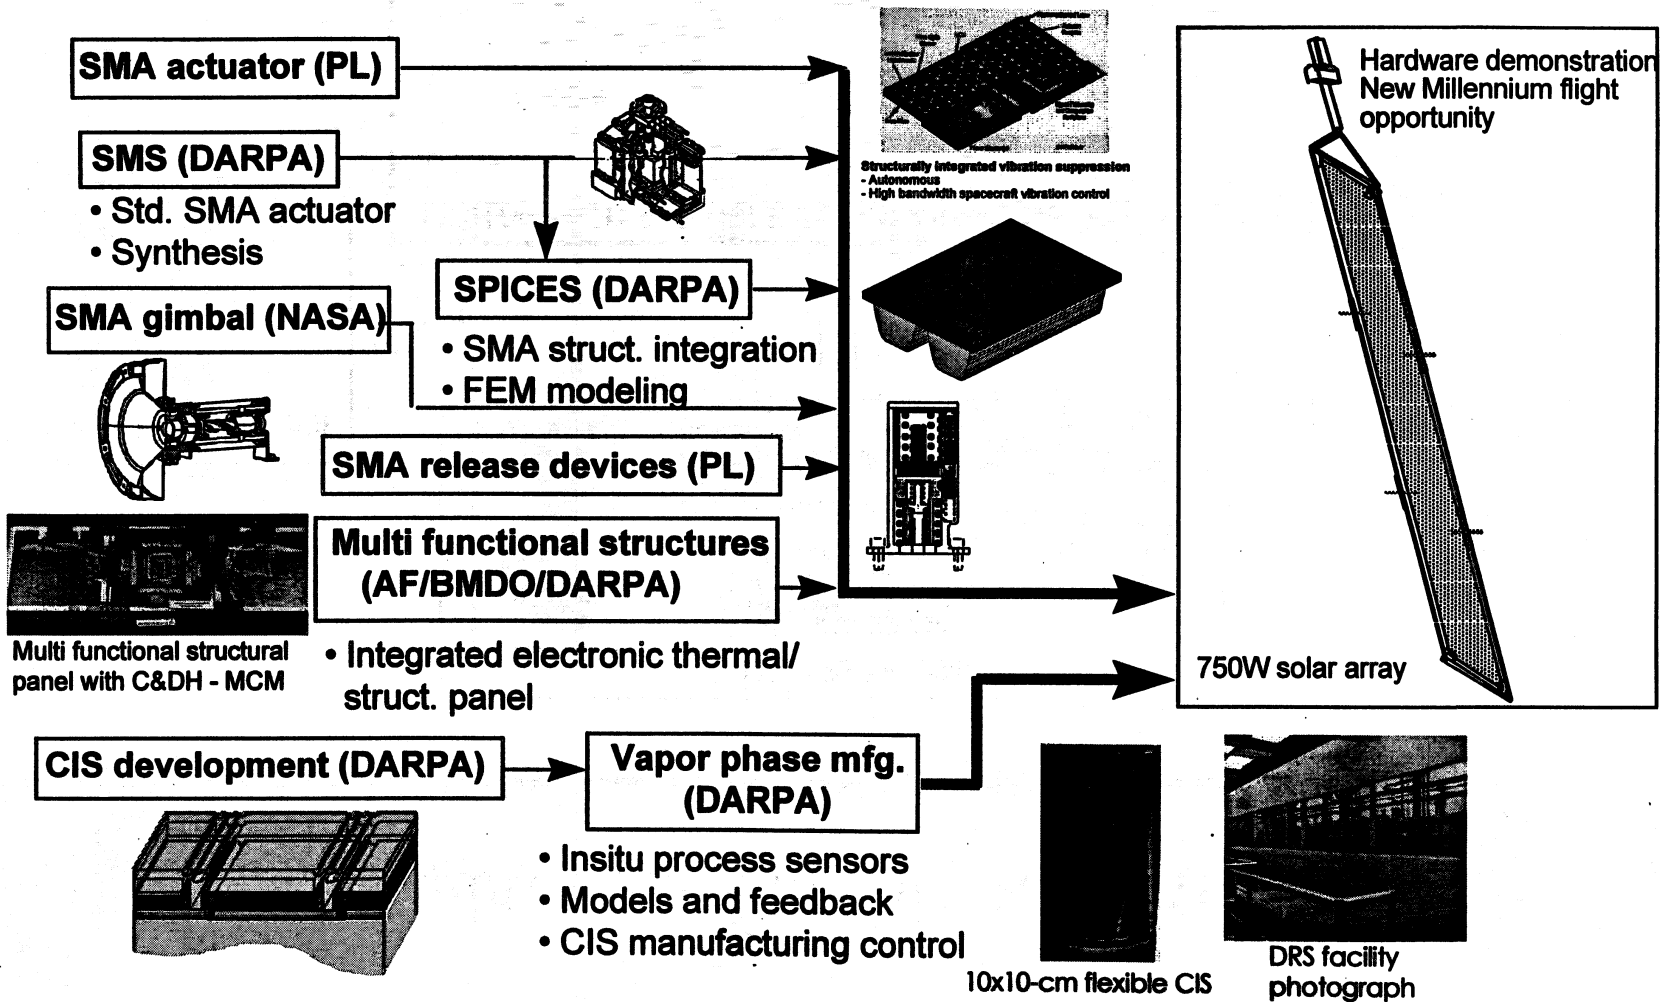 SMA actuator (PL)
SMS (DARPA)
• Std. SMA actuator
• Synthesis
SPICES (DARPA)
• SMA struct. integration
• FEM modeling
SMA gimbal (NASA)
SMA release devices (PL)
Multi functional structures
(AF/BMDO/DARPA)
• Integrated electronic thermal/
struct. panel
Multi functional structural
panel with C&DH - MCM
CIS development (DARPA)
Vapor phase mfg.
(DARPA)
• Insitu process sensors
• Models and feedback
• CIS manufacturing control
Structurally integrated vibration suppression
- Autonomous
- High bandwidth spacecraft vibration control
Hardware demonstration
New Millennium flight
opportunity
750W solar array
10x10-cm flexible CIS
DRS facility
photograph